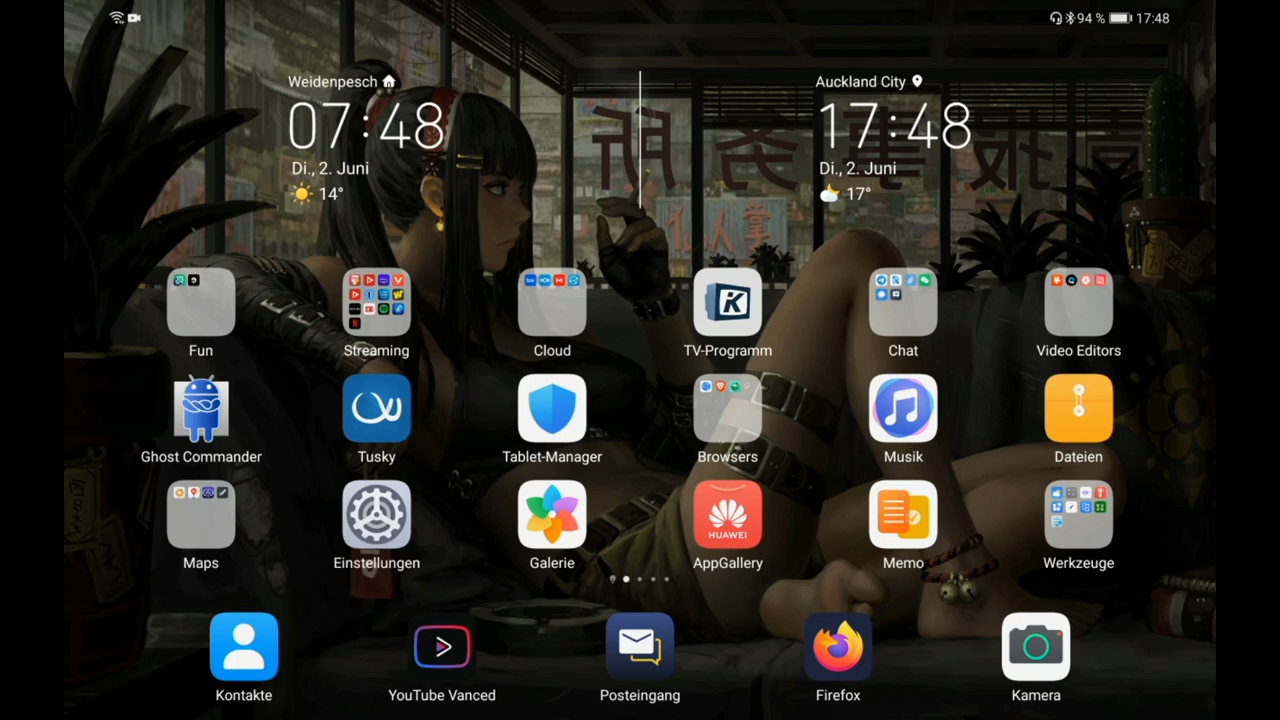 94 % 17:48
Weidenpesch
07:48
Di., 2. Juni
14°
Auckland City
17:48
Di., 2. Juni
17°
Fun
Streaming
Cloud
TV-Programm
Chat
Video Editors
Ghost Commander
Tusky
Tablet-Manager
Browsers
Musik
Dateien
HUAWEI
Maps
Einstellungen
Galerie
AppGallery
Memo
Werkzeuge
Kontakte
YouTube Vanced
Posteingang
Firefox
Kamera